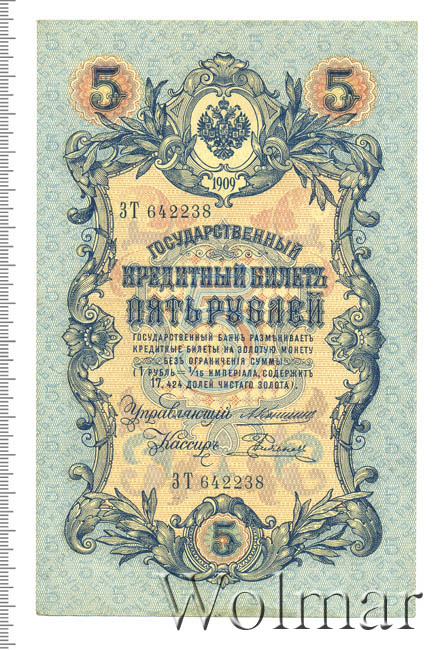 5 5
1909
ЗТ 642238
ГОСУДАРСТВЕННЫЙ
КРЕДИТНЫЙ БИЛЕТЪ
ПЯТЬ РУБЛЕЙ
ГОСУДАРСТВЕННЫЙ БАНКЪ РАЗМѢНИВАЕТЪ
КРЕДИТНЫЕ БИЛЕТЫ НА ЗОЛОТУЮ МОНЕТУ
БЕЗЪ ОГРАНИЧЕНІЯ СУММЫ
(1 РУБЛЬ = 1/15 ИМПЕРІАЛА, СОДЕРЖИТЪ
17,424 ДОЛЕЙ ЧИСТАГО ЗОЛОТА).
Управляющій
Кассиръ
ЗТ 642238
5
Wolmar